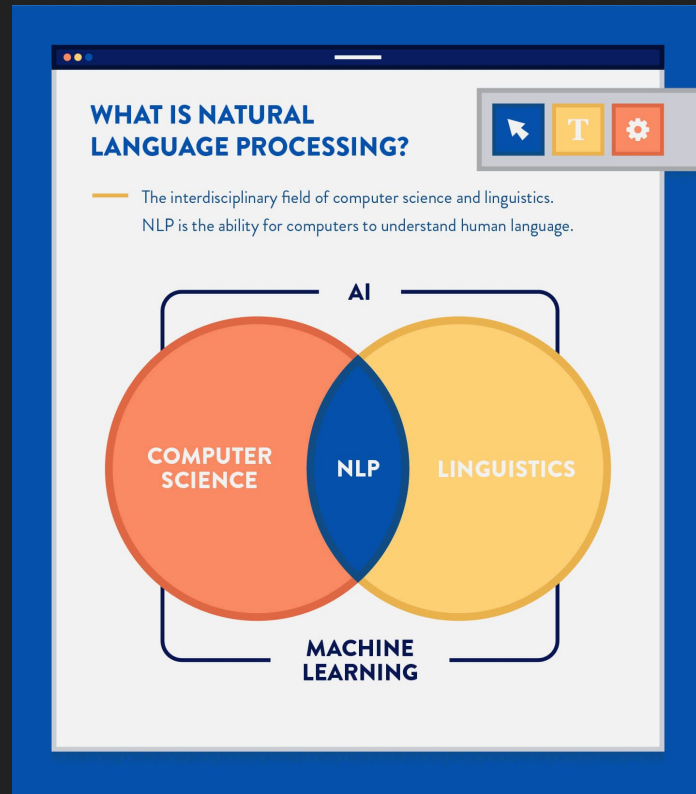 WHAT IS NATURAL
LANGUAGE PROCESSING?
T
The interdisciplinary field of computer science and linguistics.
NLP is the ability for computers to understand human language.
AI
COMPUTER
SCIENCE
NLP
LINGUISTICS
MACHINE
LEARNING